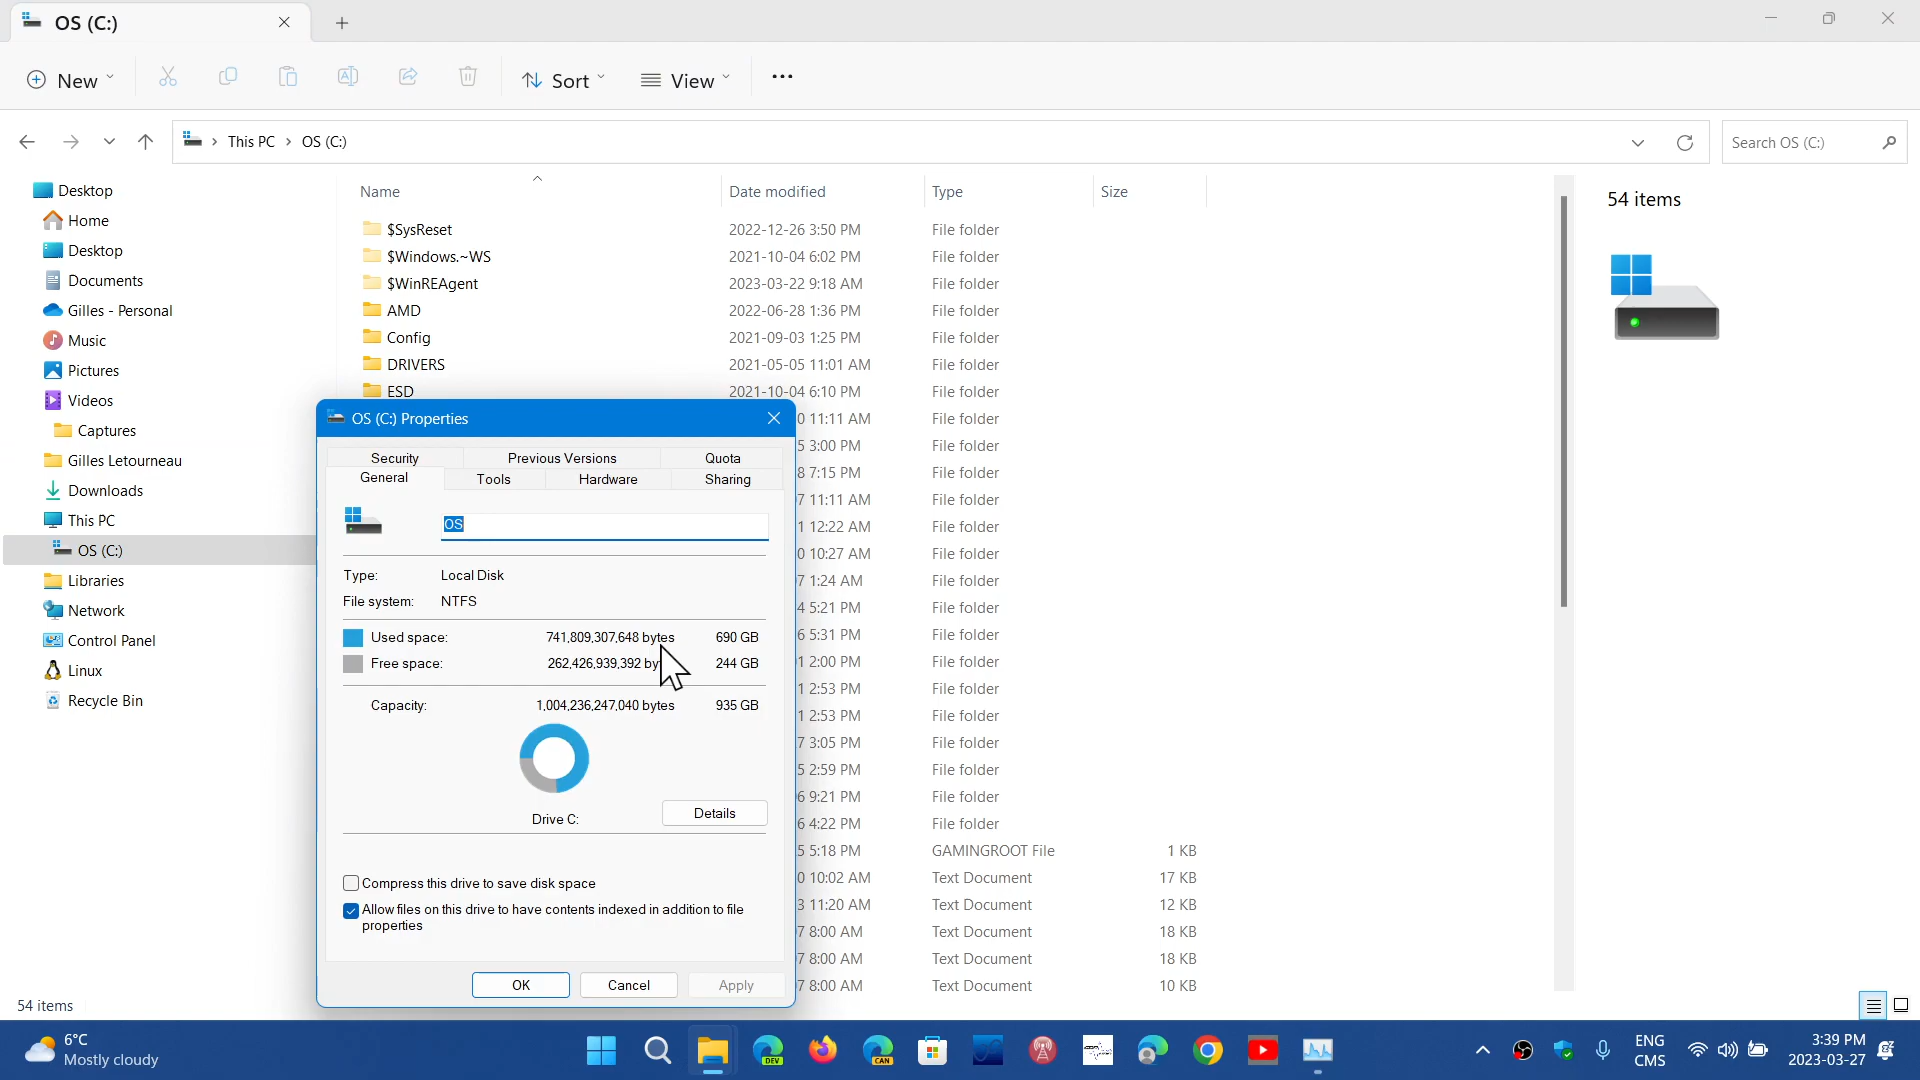 OS (C:)
New
Sort
View
This PC
OS (C:)
Search OS (C:)
Desktop
Home
Desktop
Documents
Gilles - Personal
Music
Pictures
Videos
Captures
Gilles Letourneau
Downloads
This PC
OS (C:)
Libraries
Network
Control Panel
Linux
Recycle Bin
Name Date modified Type Size
$SysReset 2022-12-26 3:50 PM File folder
$Windows.~WS 2021-10-04 6:02 PM File folder
$WinREAgent 2023-03-22 9:18 AM File folder
AMD 2022-06-28 1:36 PM File folder
Config 2021-09-03 1:25 PM File folder
DRIVERS 2021-05-05 11:01 AM File folder
ESD 2021-10-04 6:10 PM File folder
0 11:11 AM File folder
5 3:00 PM File folder
8 7:15 PM File folder
7 11:11 AM File folder
1 12:22 AM File folder
0 10:27 AM File folder
7 1:24 AM File folder
4 5:21 PM File folder
6 5:31 PM File folder
1 2:00 PM File folder
1 2:53 PM File folder
1 2:53 PM File folder
7 3:05 PM File folder
5 2:59 PM File folder
6 9:21 PM File folder
6 4:22 PM File folder
5 5:18 PM GAMINGROOT File 1 KB
0 10:02 AM Text Document 17 KB
3 11:20 AM Text Document 12 KB
7 8:00 AM Text Document 18 KB
7 8:00 AM Text Document 18 KB
7 8:00 AM Text Document 10 KB
54 items
OS (C:) Properties
Security Previous Versions Quota
General Tools Hardware Sharing
OS
Type: Local Disk
File system: NTFS
Used space: 741,809,307,648 bytes 690 GB
Free space: 262,426,939,392 by 244 GB
Capacity: 1,004,236,247,040 bytes 935 GB
Drive C:
Details
Compress this drive to save disk space
Allow files on this drive to have contents indexed in addition to file
properties
OK Cancel Apply
54 items
6°C
Mostly cloudy
DEV
CAN
ENG
CMS
3:39 PM
2023-03-27